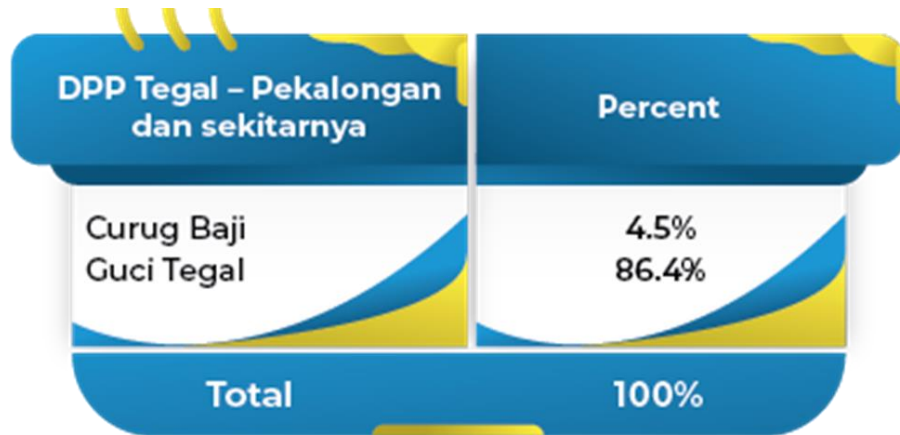 DPP Tegal – Pekalongan
dan sekitarnya
Percent
Curug Baji 4.5%
Guci Tegal 86.4%
Total 100%